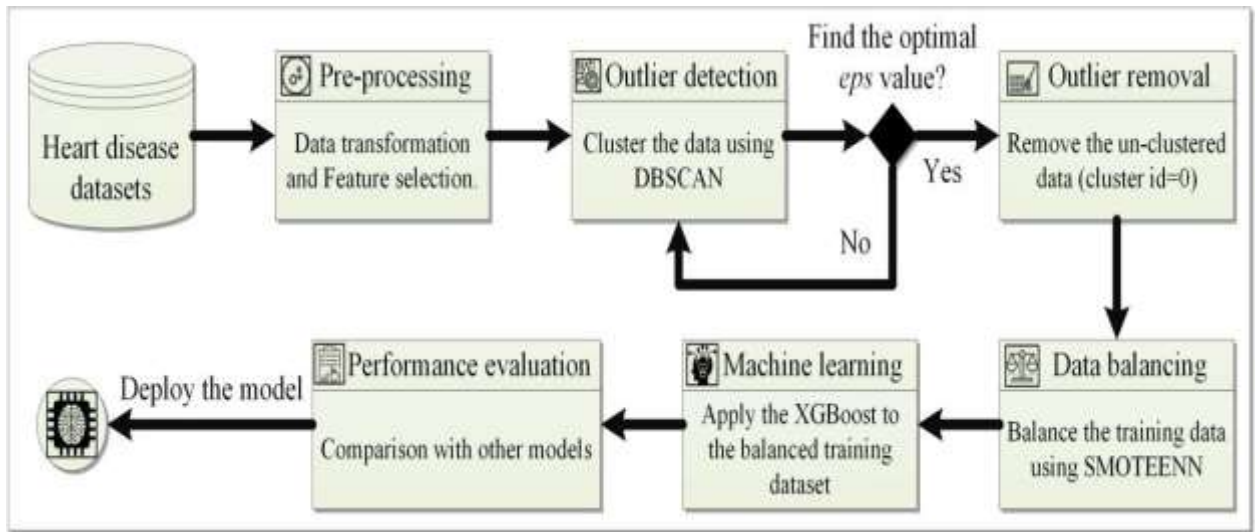 Heart disease
datasets
Pre-processing
Data transformation
and Feature selection.
Outlier detection
Cluster the data using
DBSCAN
Find the optimal
eps value?
Yes
No
Outlier removal
Remove the un-clustered
data (cluster id=0)
Data balancing
Balance the training data
using SMOTEENN
Machine learning
Apply the XGBoost to
the balanced training
dataset
Performance evaluation
Comparison with other models
Deploy the model